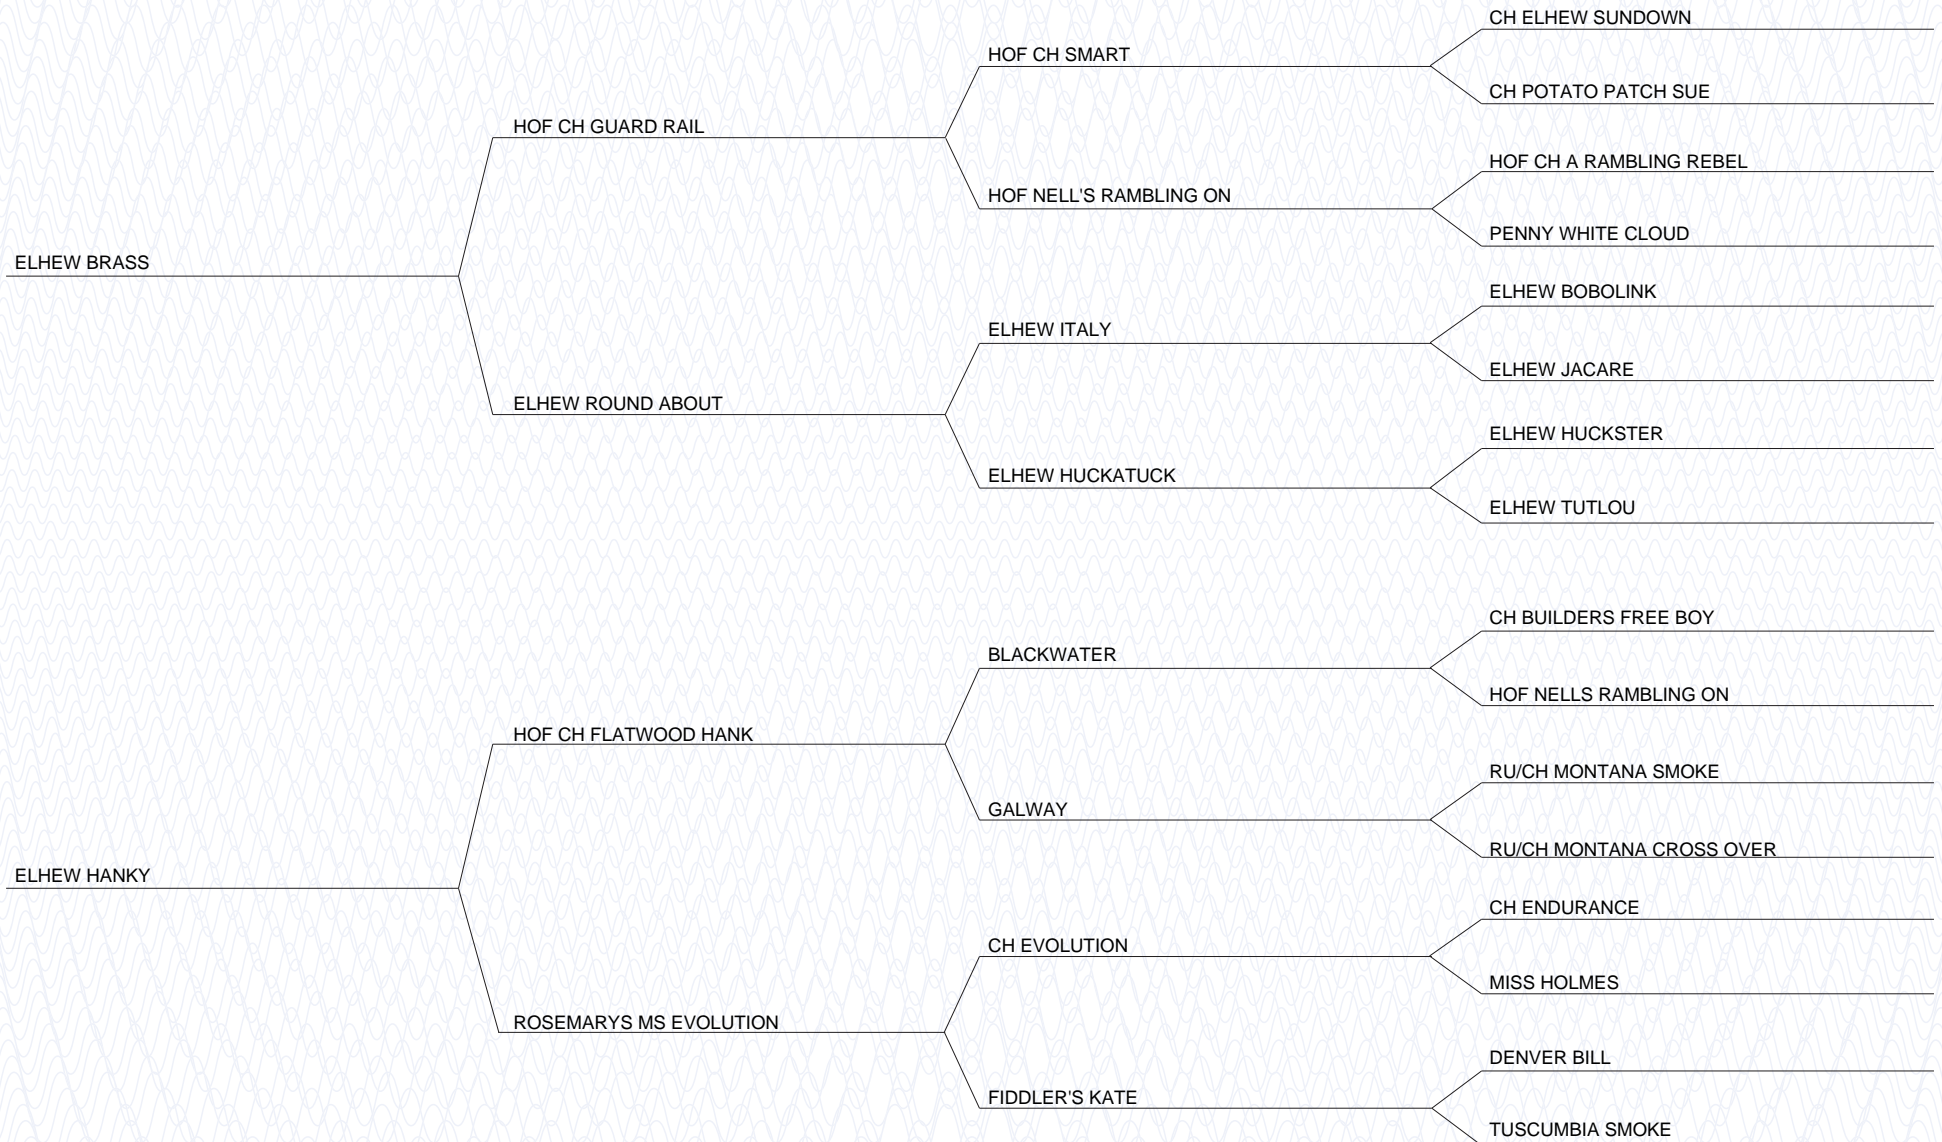 CH ELHEW SUNDOWN
HOF CH SMART
CH POTATO PATCH SUE
HOF CH GUARD RAIL
HOF CH A RAMBLING REBEL
HOF NELL'S RAMBLING ON
PENNY WHITE CLOUD
ELHEW BRASS
ELHEW BOBOLINK
ELHEW ITALY
ELHEW JACARE
ELHEW ROUND ABOUT
ELHEW HUCKSTER
ELHEW HUCKATUCK
ELHEW TUTLOU
CH BUILDERS FREE BOY
BLACKWATER
HOF NELLS RAMBLING ON
HOF CH FLATWOOD HANK
RU/CH MONTANA SMOKE
GALWAY
RU/CH MONTANA CROSS OVER
ELHEW HANKY
CH ENDURANCE
CH EVOLUTION
MISS HOLMES
ROSEMARYS MS EVOLUTION
DENVER BILL
FIDDLER'S KATE
TUSCUMBIA SMOKE